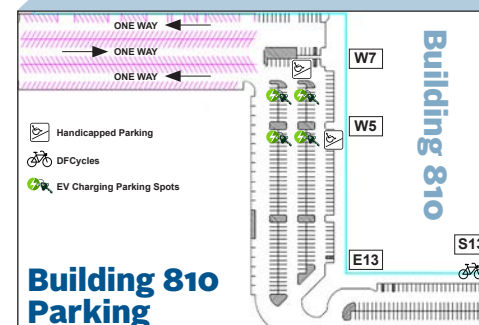 ONE WAY
ONE WAY
ONE WAY
W7
Building 810
W5
Handicapped Parking
DFCycles
EV Charging Parking Spots
S13
E13
Building 810
Parking